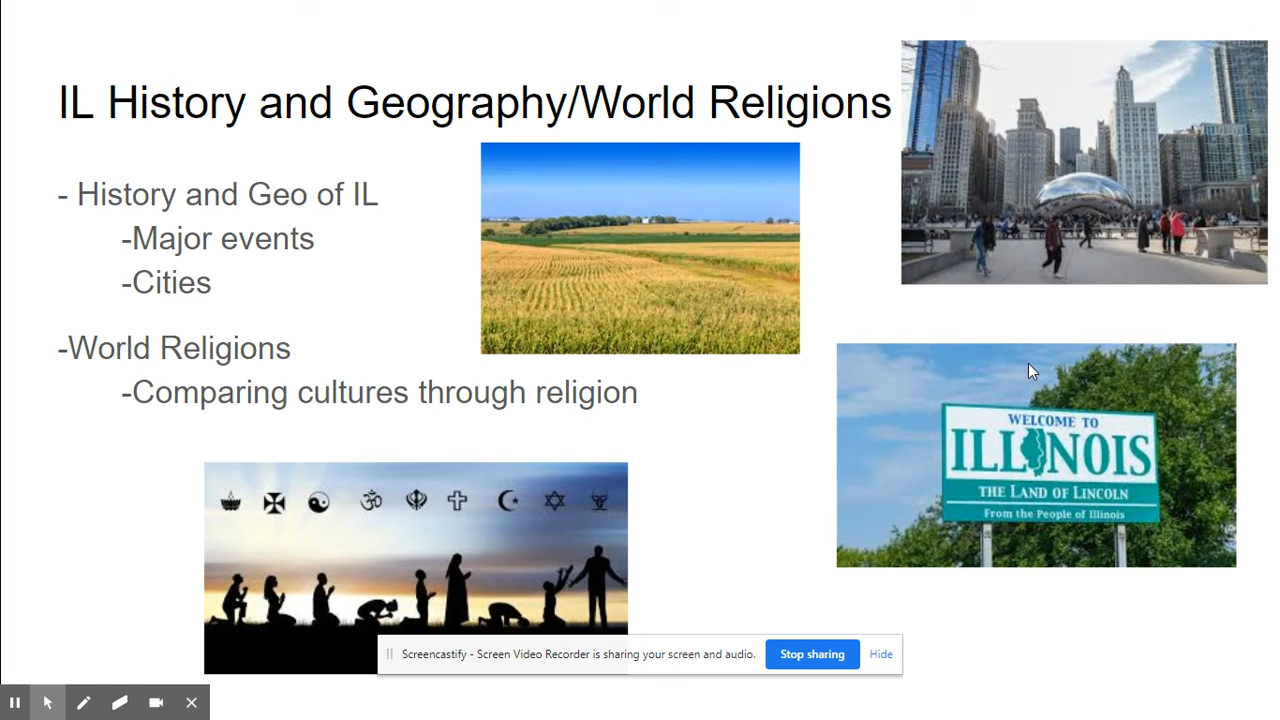 IL History and Geography/World Religions
- History and Geo of IL
-Major events
-Cities
-World Religions
-Comparing cultures through religion
WELCOME TO
ILLINOIS
THE LAND OF LINCOLN
From the People of Illinois
Screencastify - Screen Video Recorder is sharing your screen and audio.
Stop sharing
Hide